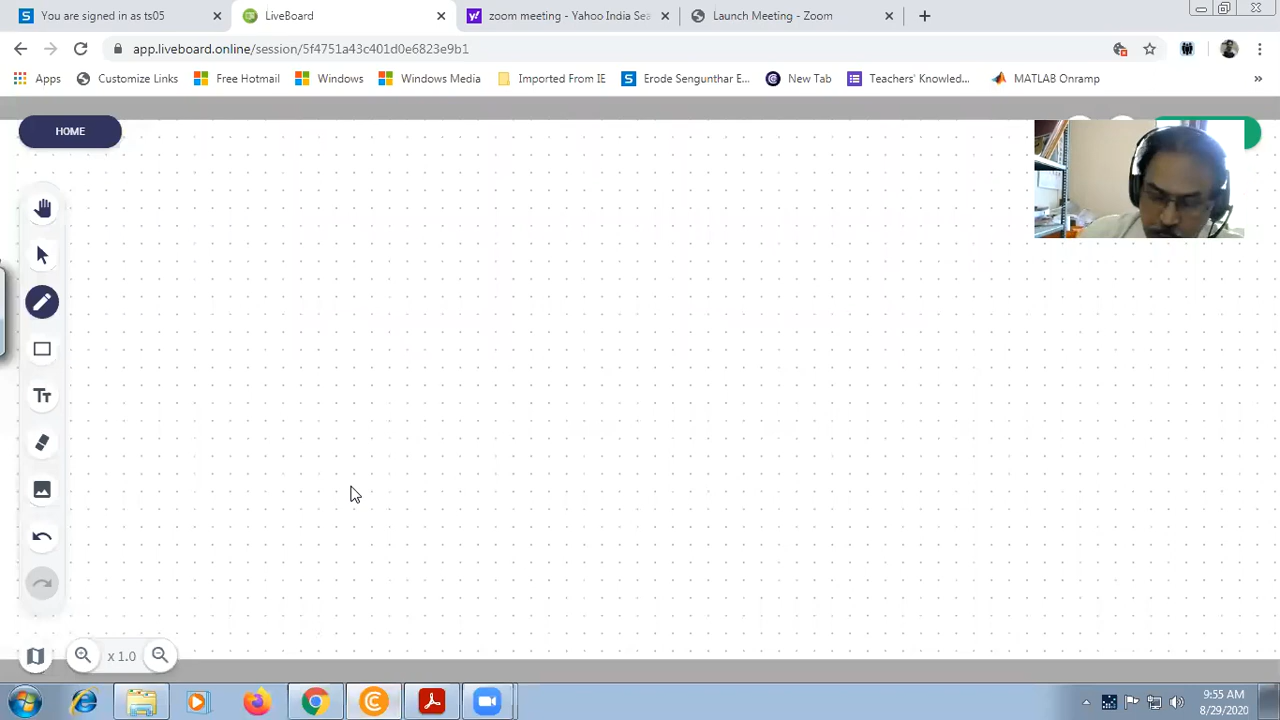 You are signed in as ts05
LiveBoard
zoom meeting - Yahoo India Sea
Launch Meeting - Zoom
app.liveboard.online/session/5f4751a43c401d0e6823e9b1
Apps
Customize Links
Free Hotmail
Windows
Windows Media
Imported From IE
Erode Sengunthar E...
New Tab
Teachers' Knowled...
MATLAB Onramp
»
HOME
Tт
x 1.0
9:55 AM
8/29/2020